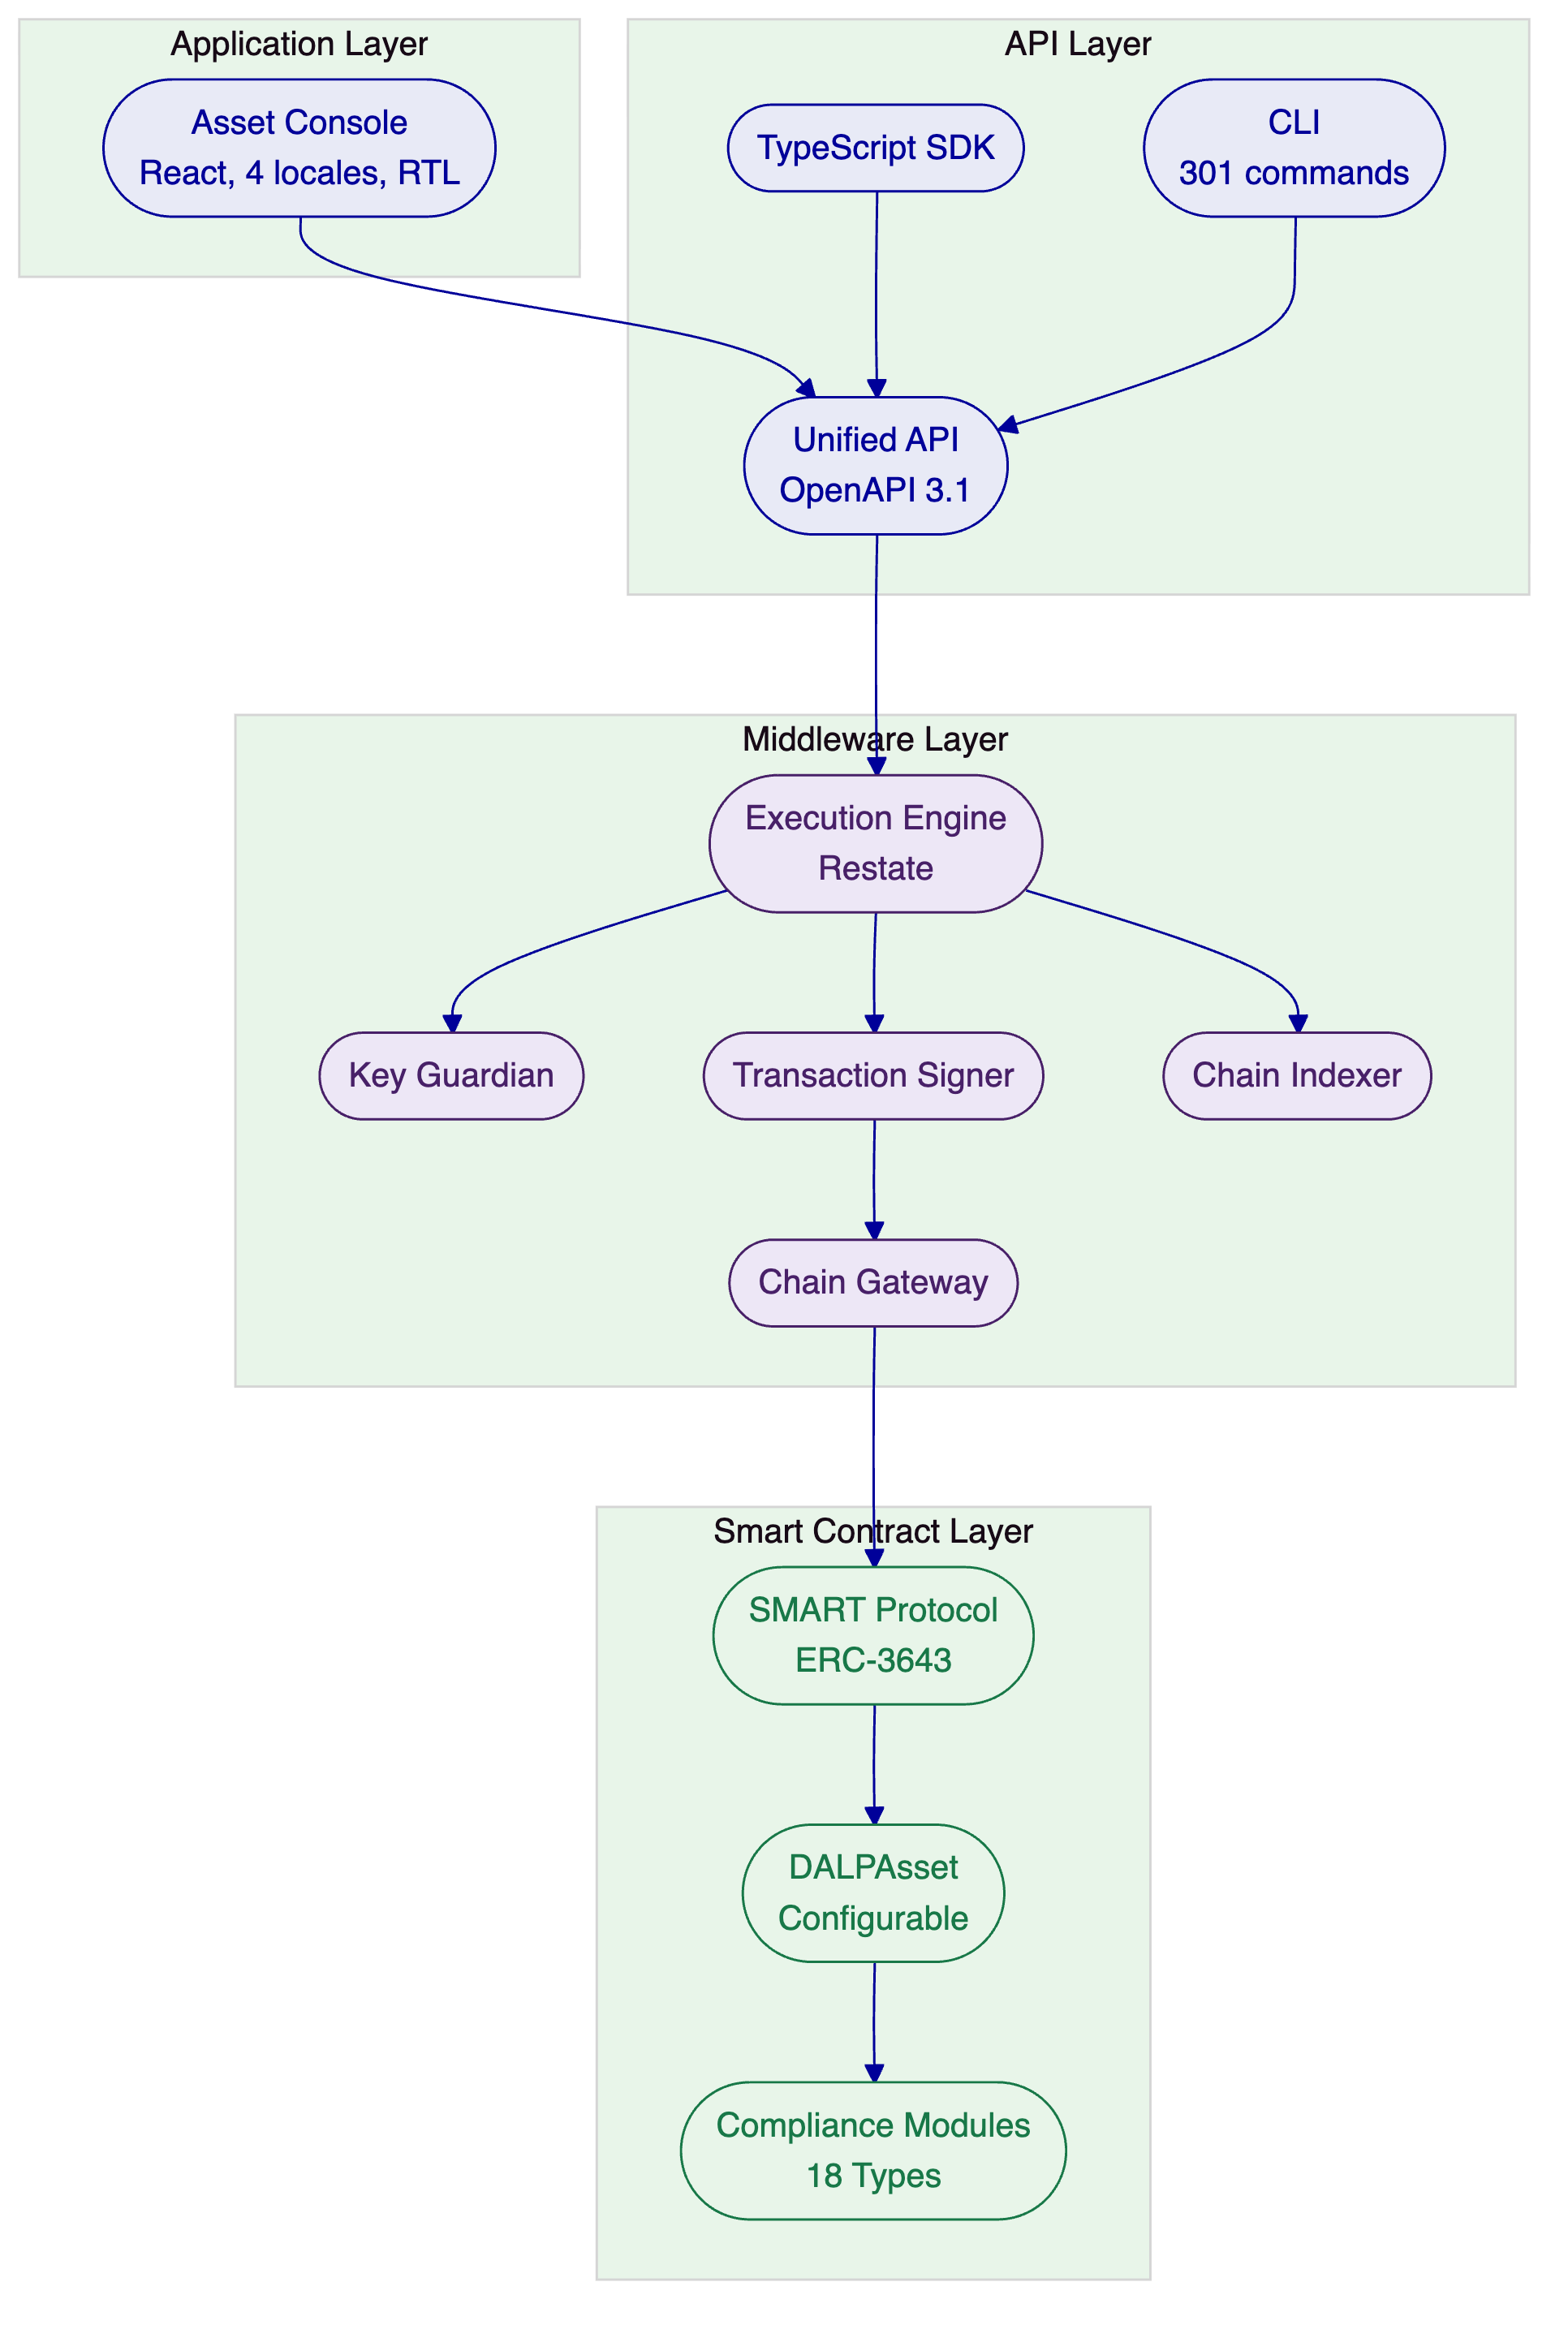 Application Layer
Asset Console
React, 4 locales, RTL
API Layer
TypeScript SDK
CLI
301 commands
Unified API
OpenAPI 3.1
Middleware Layer
Execution Engine
Restate
Key Guardian
Transaction Signer
Chain Indexer
Chain Gateway
Smart Contract Layer
SMART Protocol
ERC-3643
DALPAsset
Configurable
Compliance Modules
18 Types